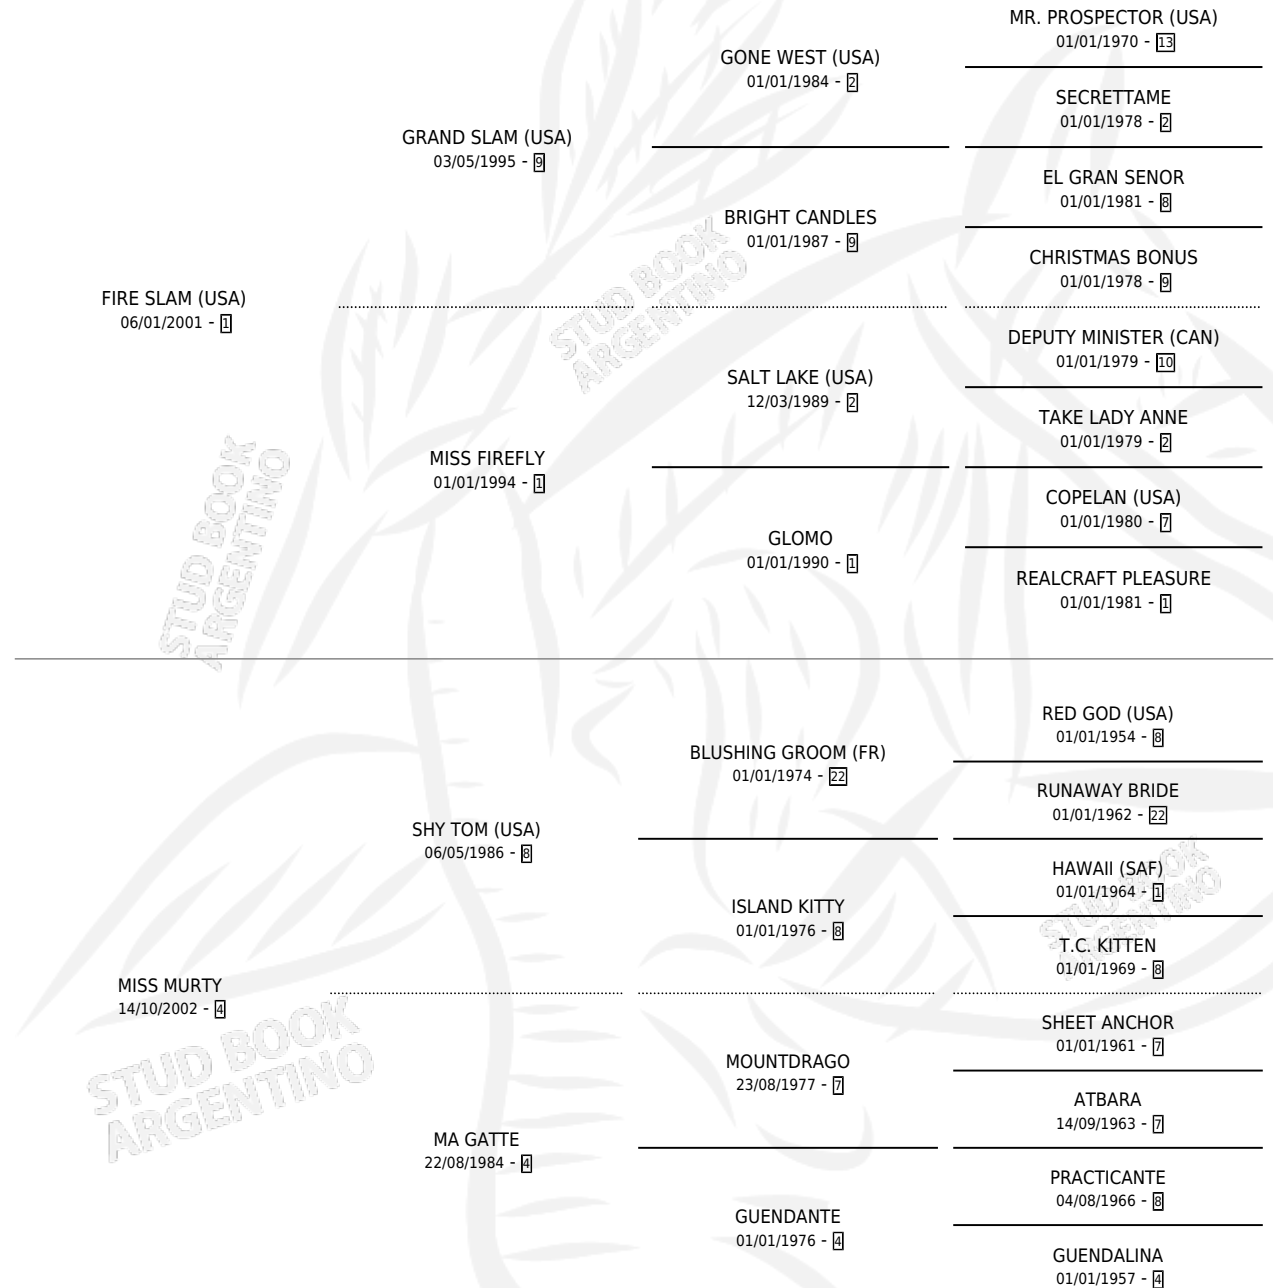 MR. PROSPECTOR (USA)
01/01/1970 - 13
GONE WEST (USA)
01/01/1984 - 2
SECRETTAME
01/01/1978 - 2
GRAND SLAM (USA)
03/05/1995 - 9
EL GRAN SENOR
01/01/1981 - 8
BRIGHT CANDLES
01/01/1987 - 9
CHRISTMAS BONUS
01/01/1978 - 9
FIRE SLAM (USA)
06/01/2001 - 1
DEPUTY MINISTER (CAN)
01/01/1979 - 10
SALT LAKE (USA)
12/03/1989 - 2
TAKE LADY ANNE
01/01/1979 - 2
MISS FIREFLY
01/01/1994 - 1
COPELAN (USA)
01/01/1980 - 7
GLOMO
01/01/1990 - 1
REALCRAFT PLEASURE
01/01/1981 - 1
RED GOD (USA)
01/01/1954 - 8
BLUSHING GROOM (FR)
01/01/1974 - 22
RUNAWAY BRIDE
01/01/1962 - 22
SHY TOM (USA)
06/05/1986 - 8
HAWAII (SAF)
01/01/1964 - 1
ISLAND KITTY
01/01/1976 - 8
T.C. KITTEN
01/01/1969 - 8
MISS MURTY
14/10/2002 - 4
SHEET ANCHOR
01/01/1961 - 7
MOUNTDRAGO
23/08/1977 - 7
ATBARA
14/09/1963 - 7
MA GATTE
22/08/1984 - 4
PRACTICANTE
04/08/1966 - 8
GUENDANTE
01/01/1976 - 4
GUENDALINA
01/01/1957 - 4
STUD BOOK
ARGENTINO
STUD BOOK
ARGENTINO
STUD BOOK
ARGENTINO
STUD BOOK
ARGENTINO